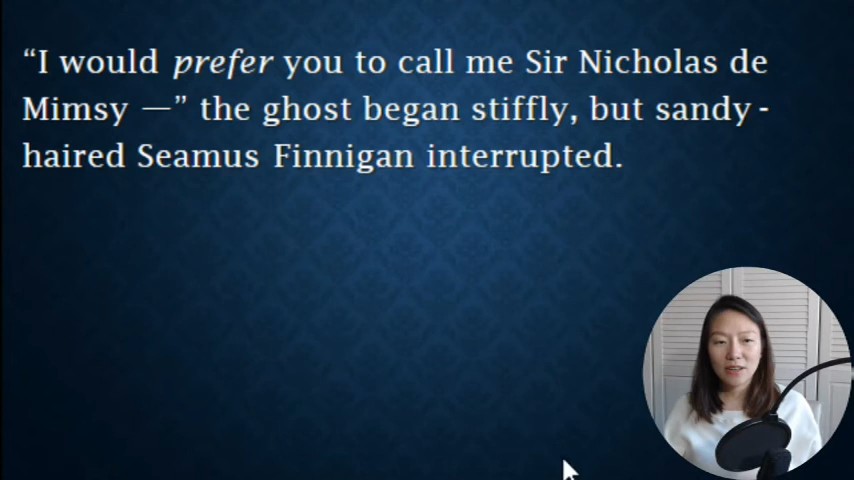 “I would prefer you to call me Sir Nicholas de
Mimsy —” the ghost began stiffly, but sandy-
haired Seamus Finnigan interrupted.